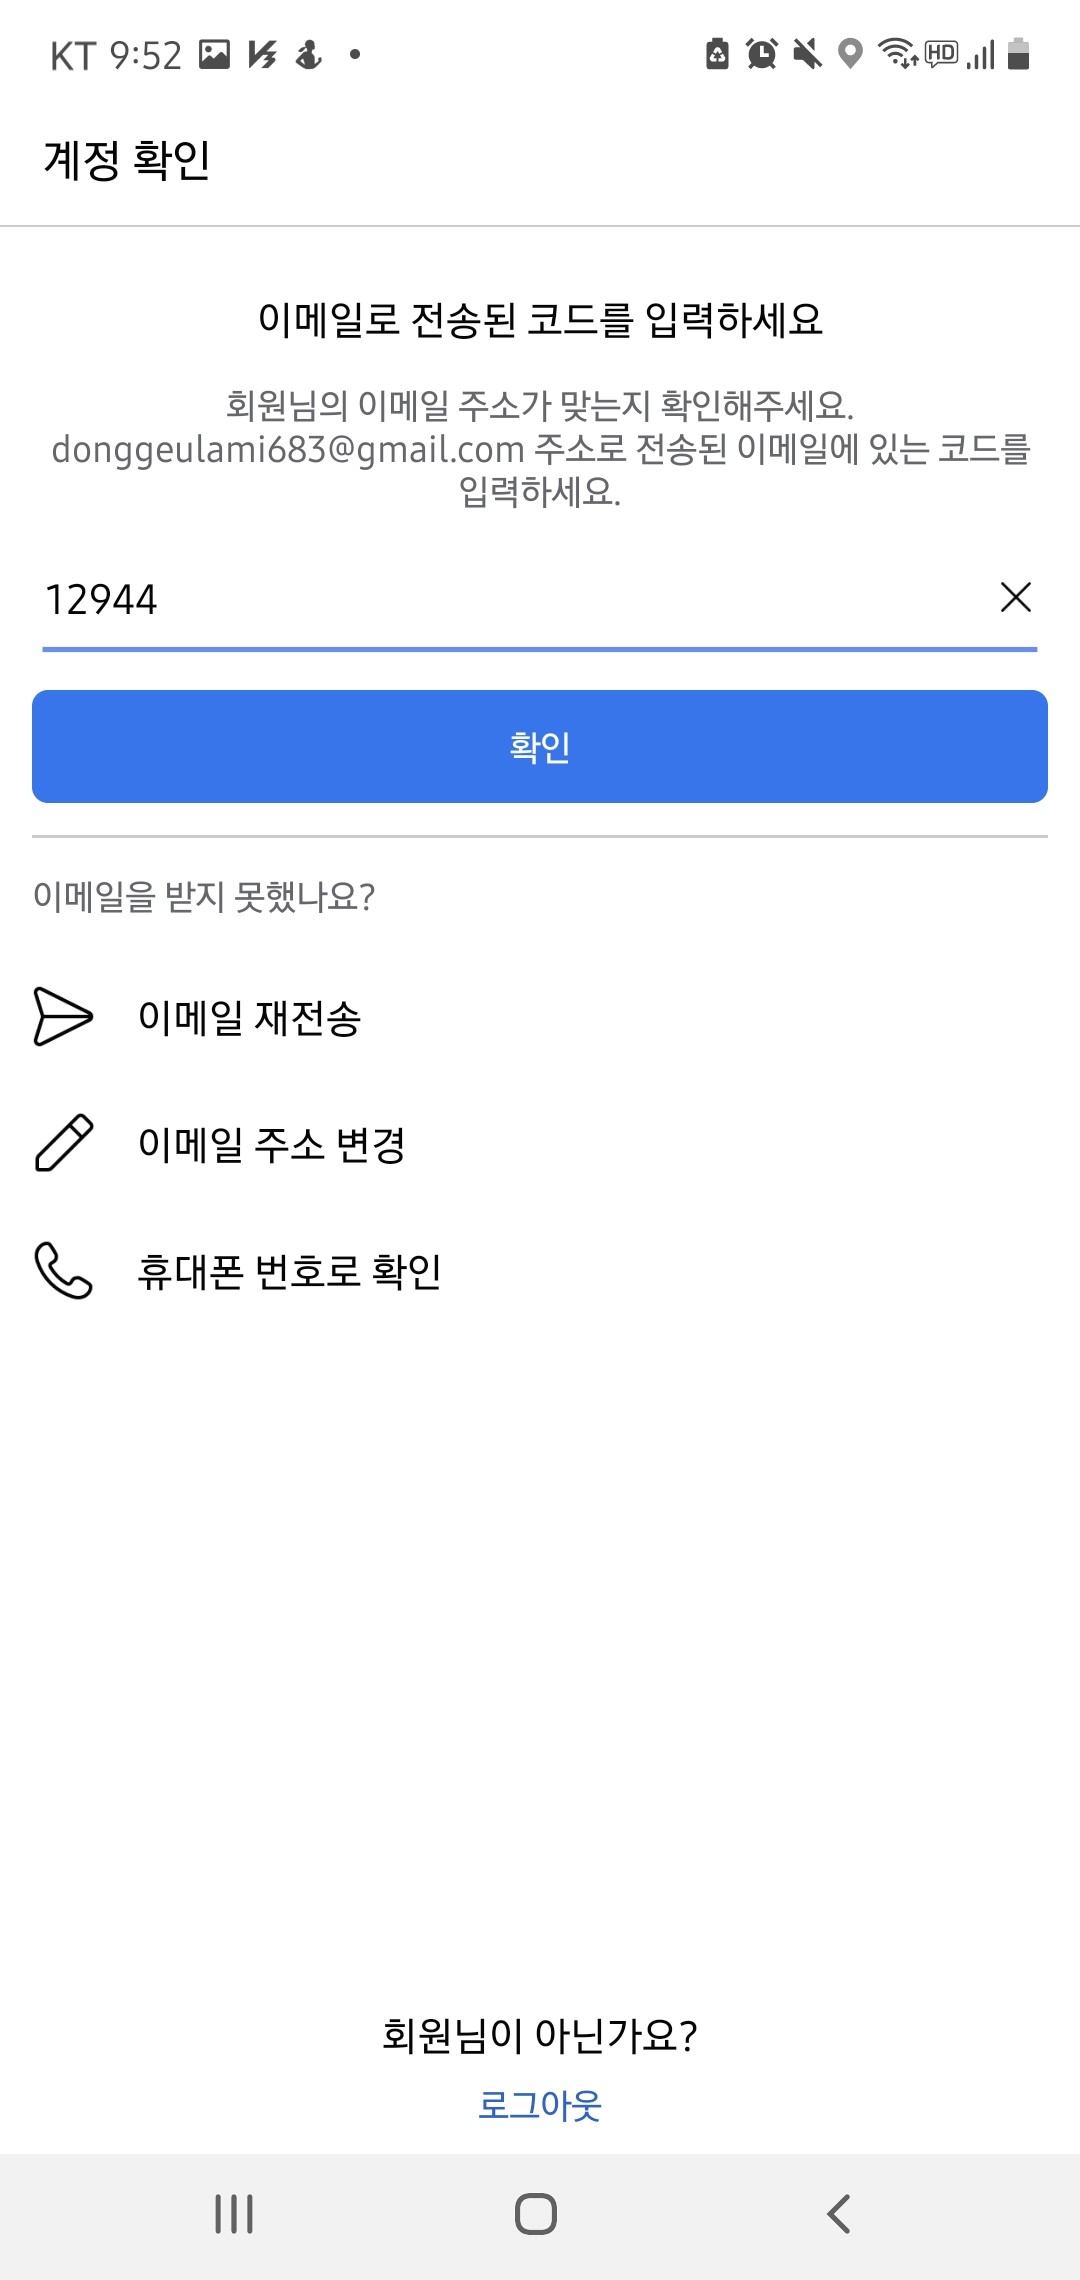 KT 9:52
HD
계정 확인
이메일로 전송된 코드를 입력하세요
회원님의 이메일 주소가 맞는지 확인해주세요.
donggeulami683@gmail.com 주소로 전송된 이메일에 있는 코드를
입력하세요.
12944
확인
이메일을 받지 못했나요?
이메일 재전송
이메일 주소 변경
휴대폰 번호로 확인
회원님이 아닌가요?
로그아웃